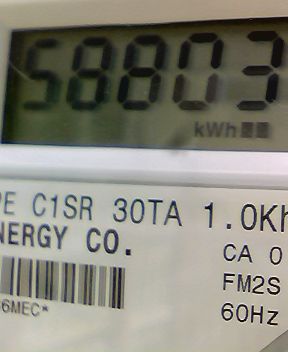 58803
kWh
PE C1SR 30TA 1.0Kh
NERGY CO.
CA 0
FM2S
6MEC*
60Hz